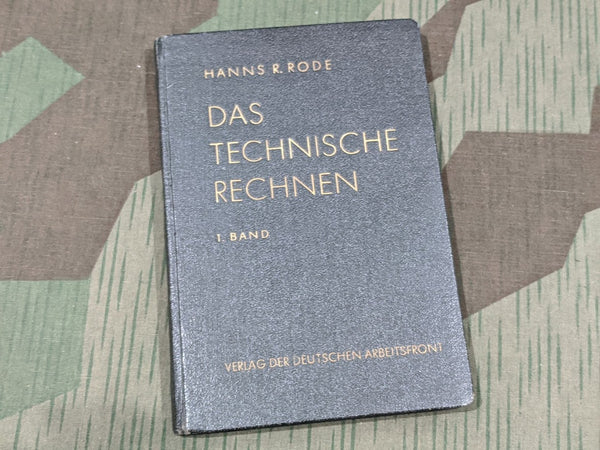 HANNS R. RODE
DAS
TECHNISCHE
RECHNEN
1. BAND
VERLAG DER DEUTSCHEN ARBEITSFRONT